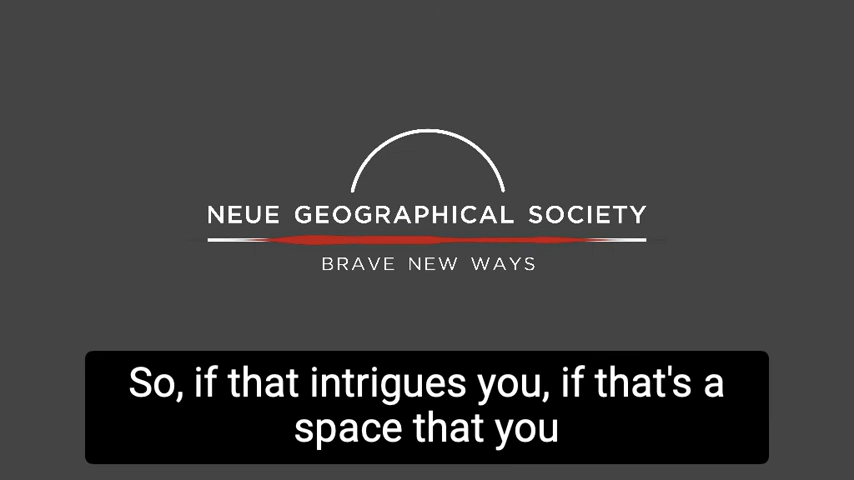 NEUE GEOGRAPHICAL SOCIETY
BRAVE NEW WAYS
So, if that intrigues you, if that's a
space that you